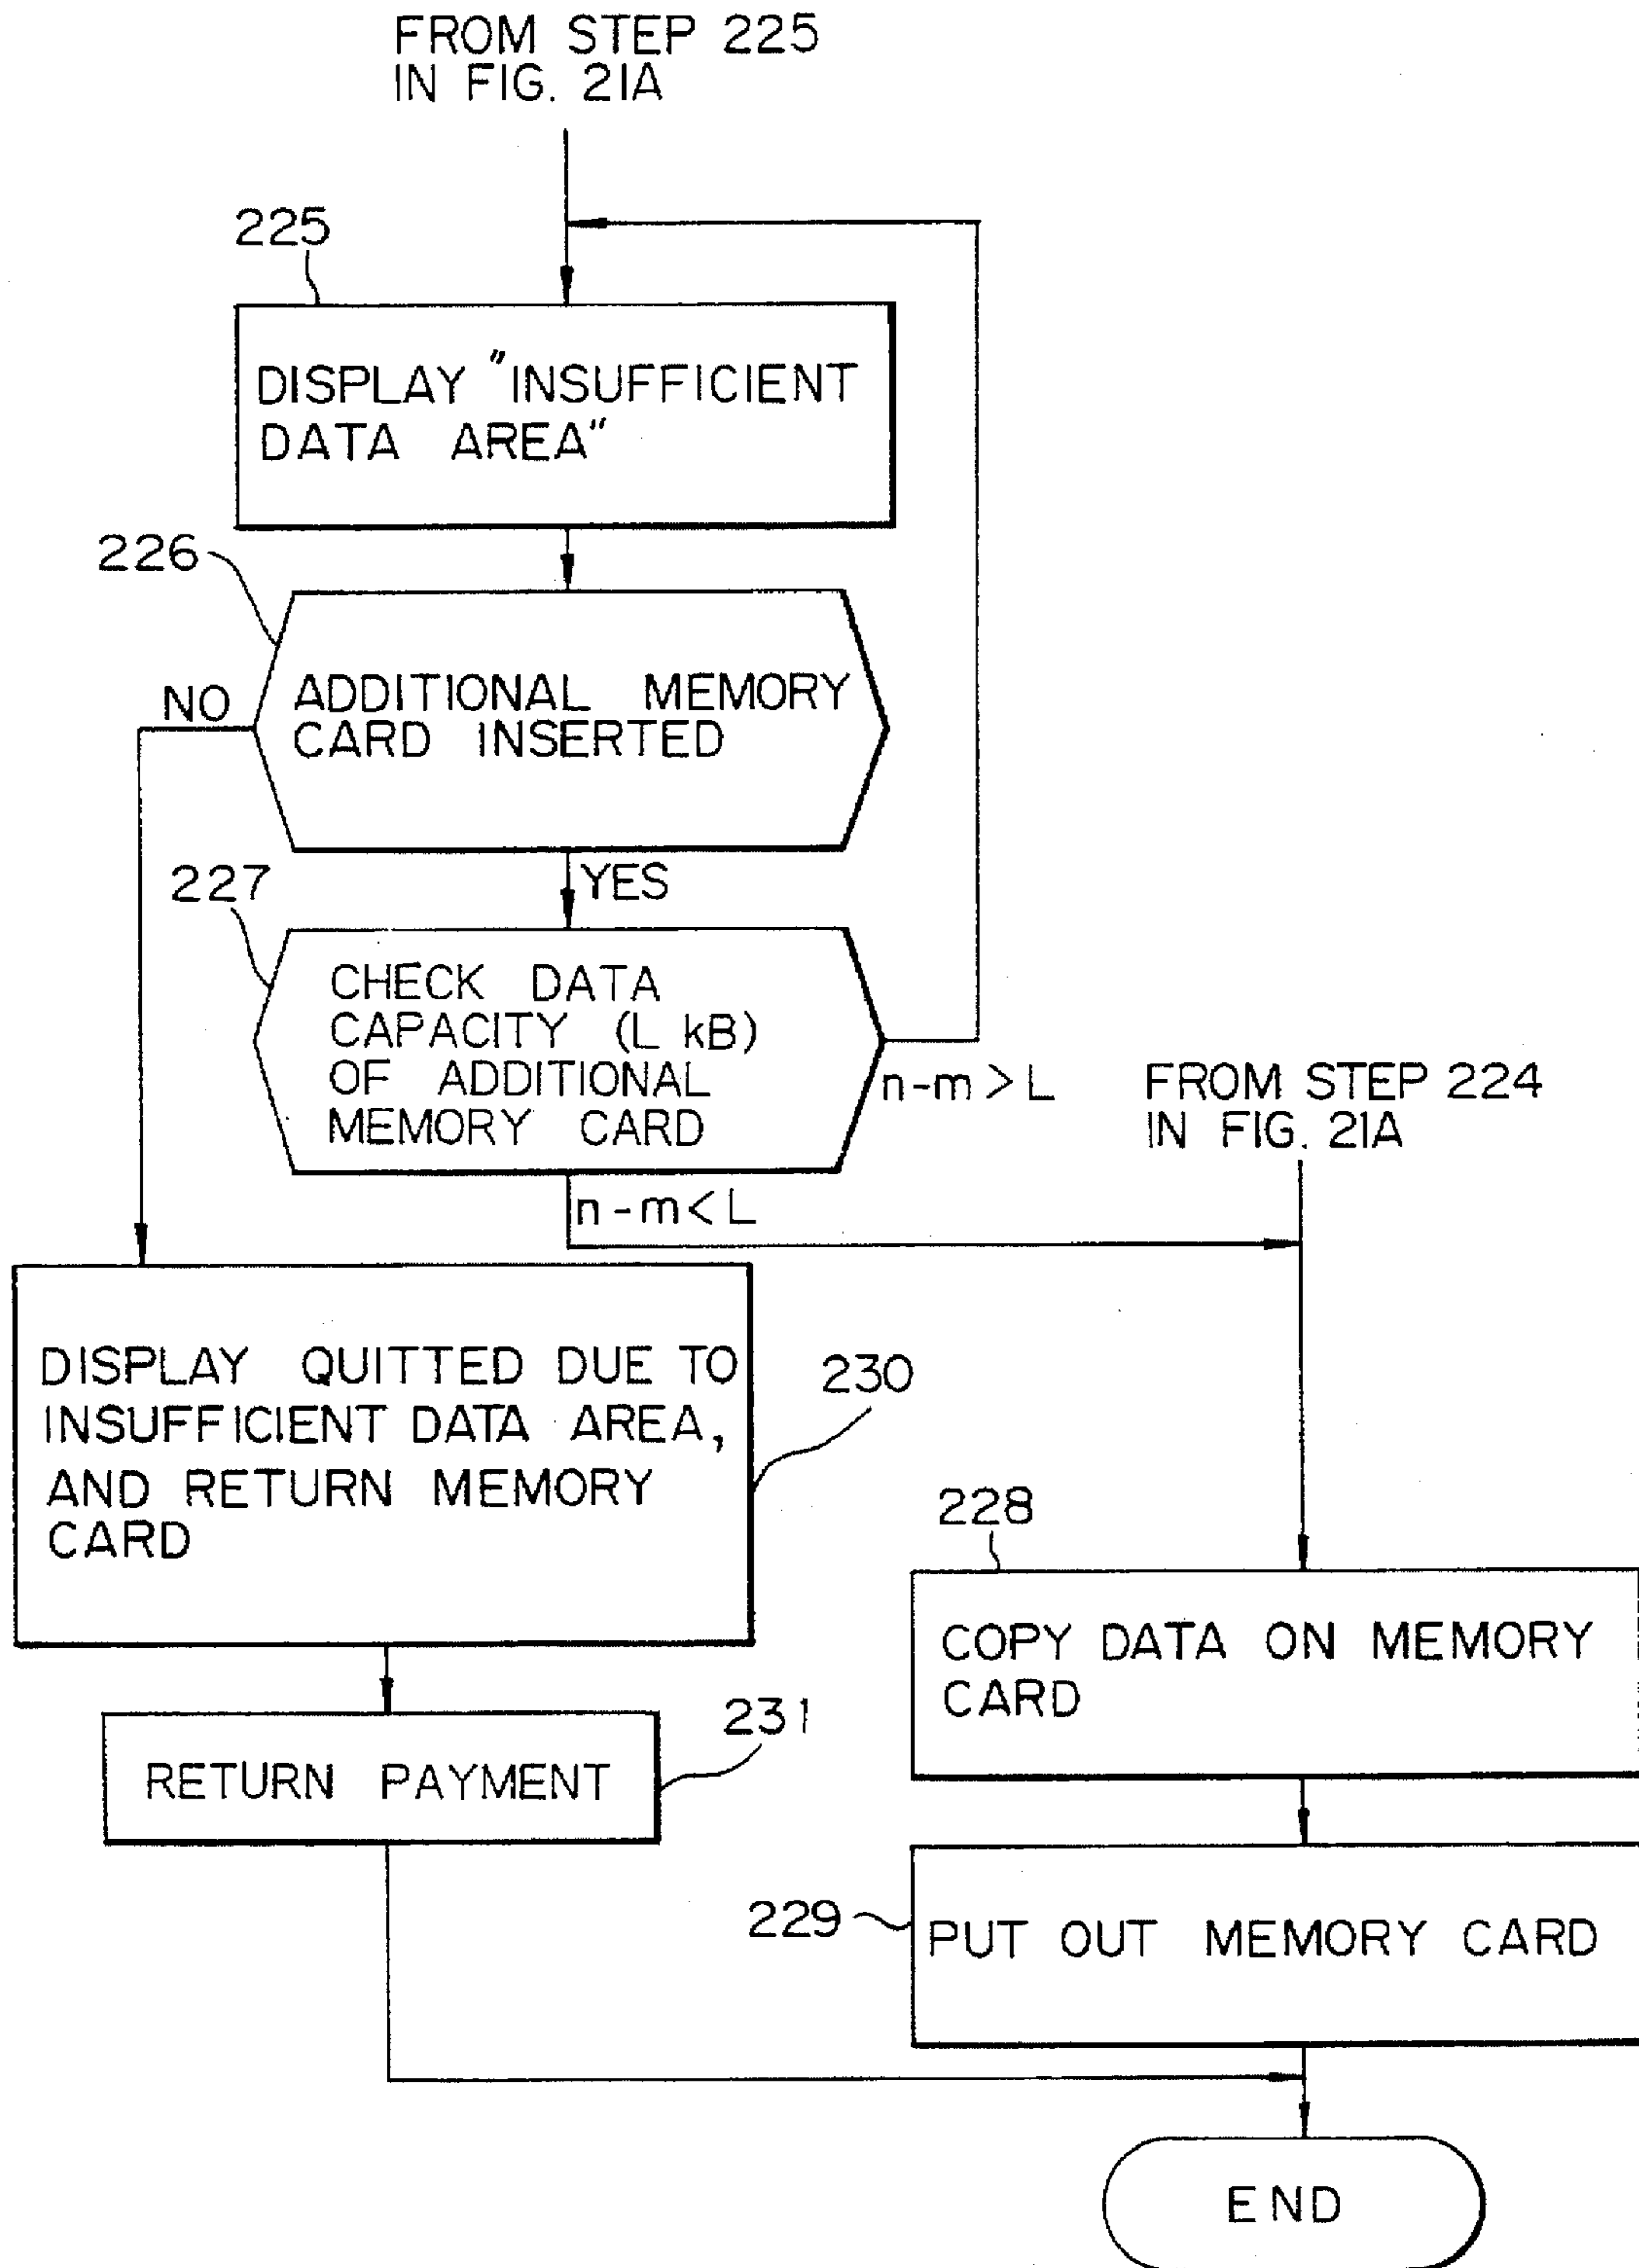 FROM STEP 225
IN FIG. 21A
225
DISPLAY "INSUFFICIENT
DATA AREA"
226
NO
ADDITIONAL MEMORY
CARD INSERTED
YES
227
CHECK DATA
CAPACITY (L kB)
OF ADDITIONAL
MEMORY CARD
n-m>L
FROM STEP 224
IN FIG. 21A
n-m<L
DISPLAY QUITTED DUE TO
INSUFFICIENT DATA AREA,
AND RETURN MEMORY
CARD
230
228
COPY DATA ON MEMORY
CARD
231
RETURN PAYMENT
229
PUT OUT MEMORY CARD
END